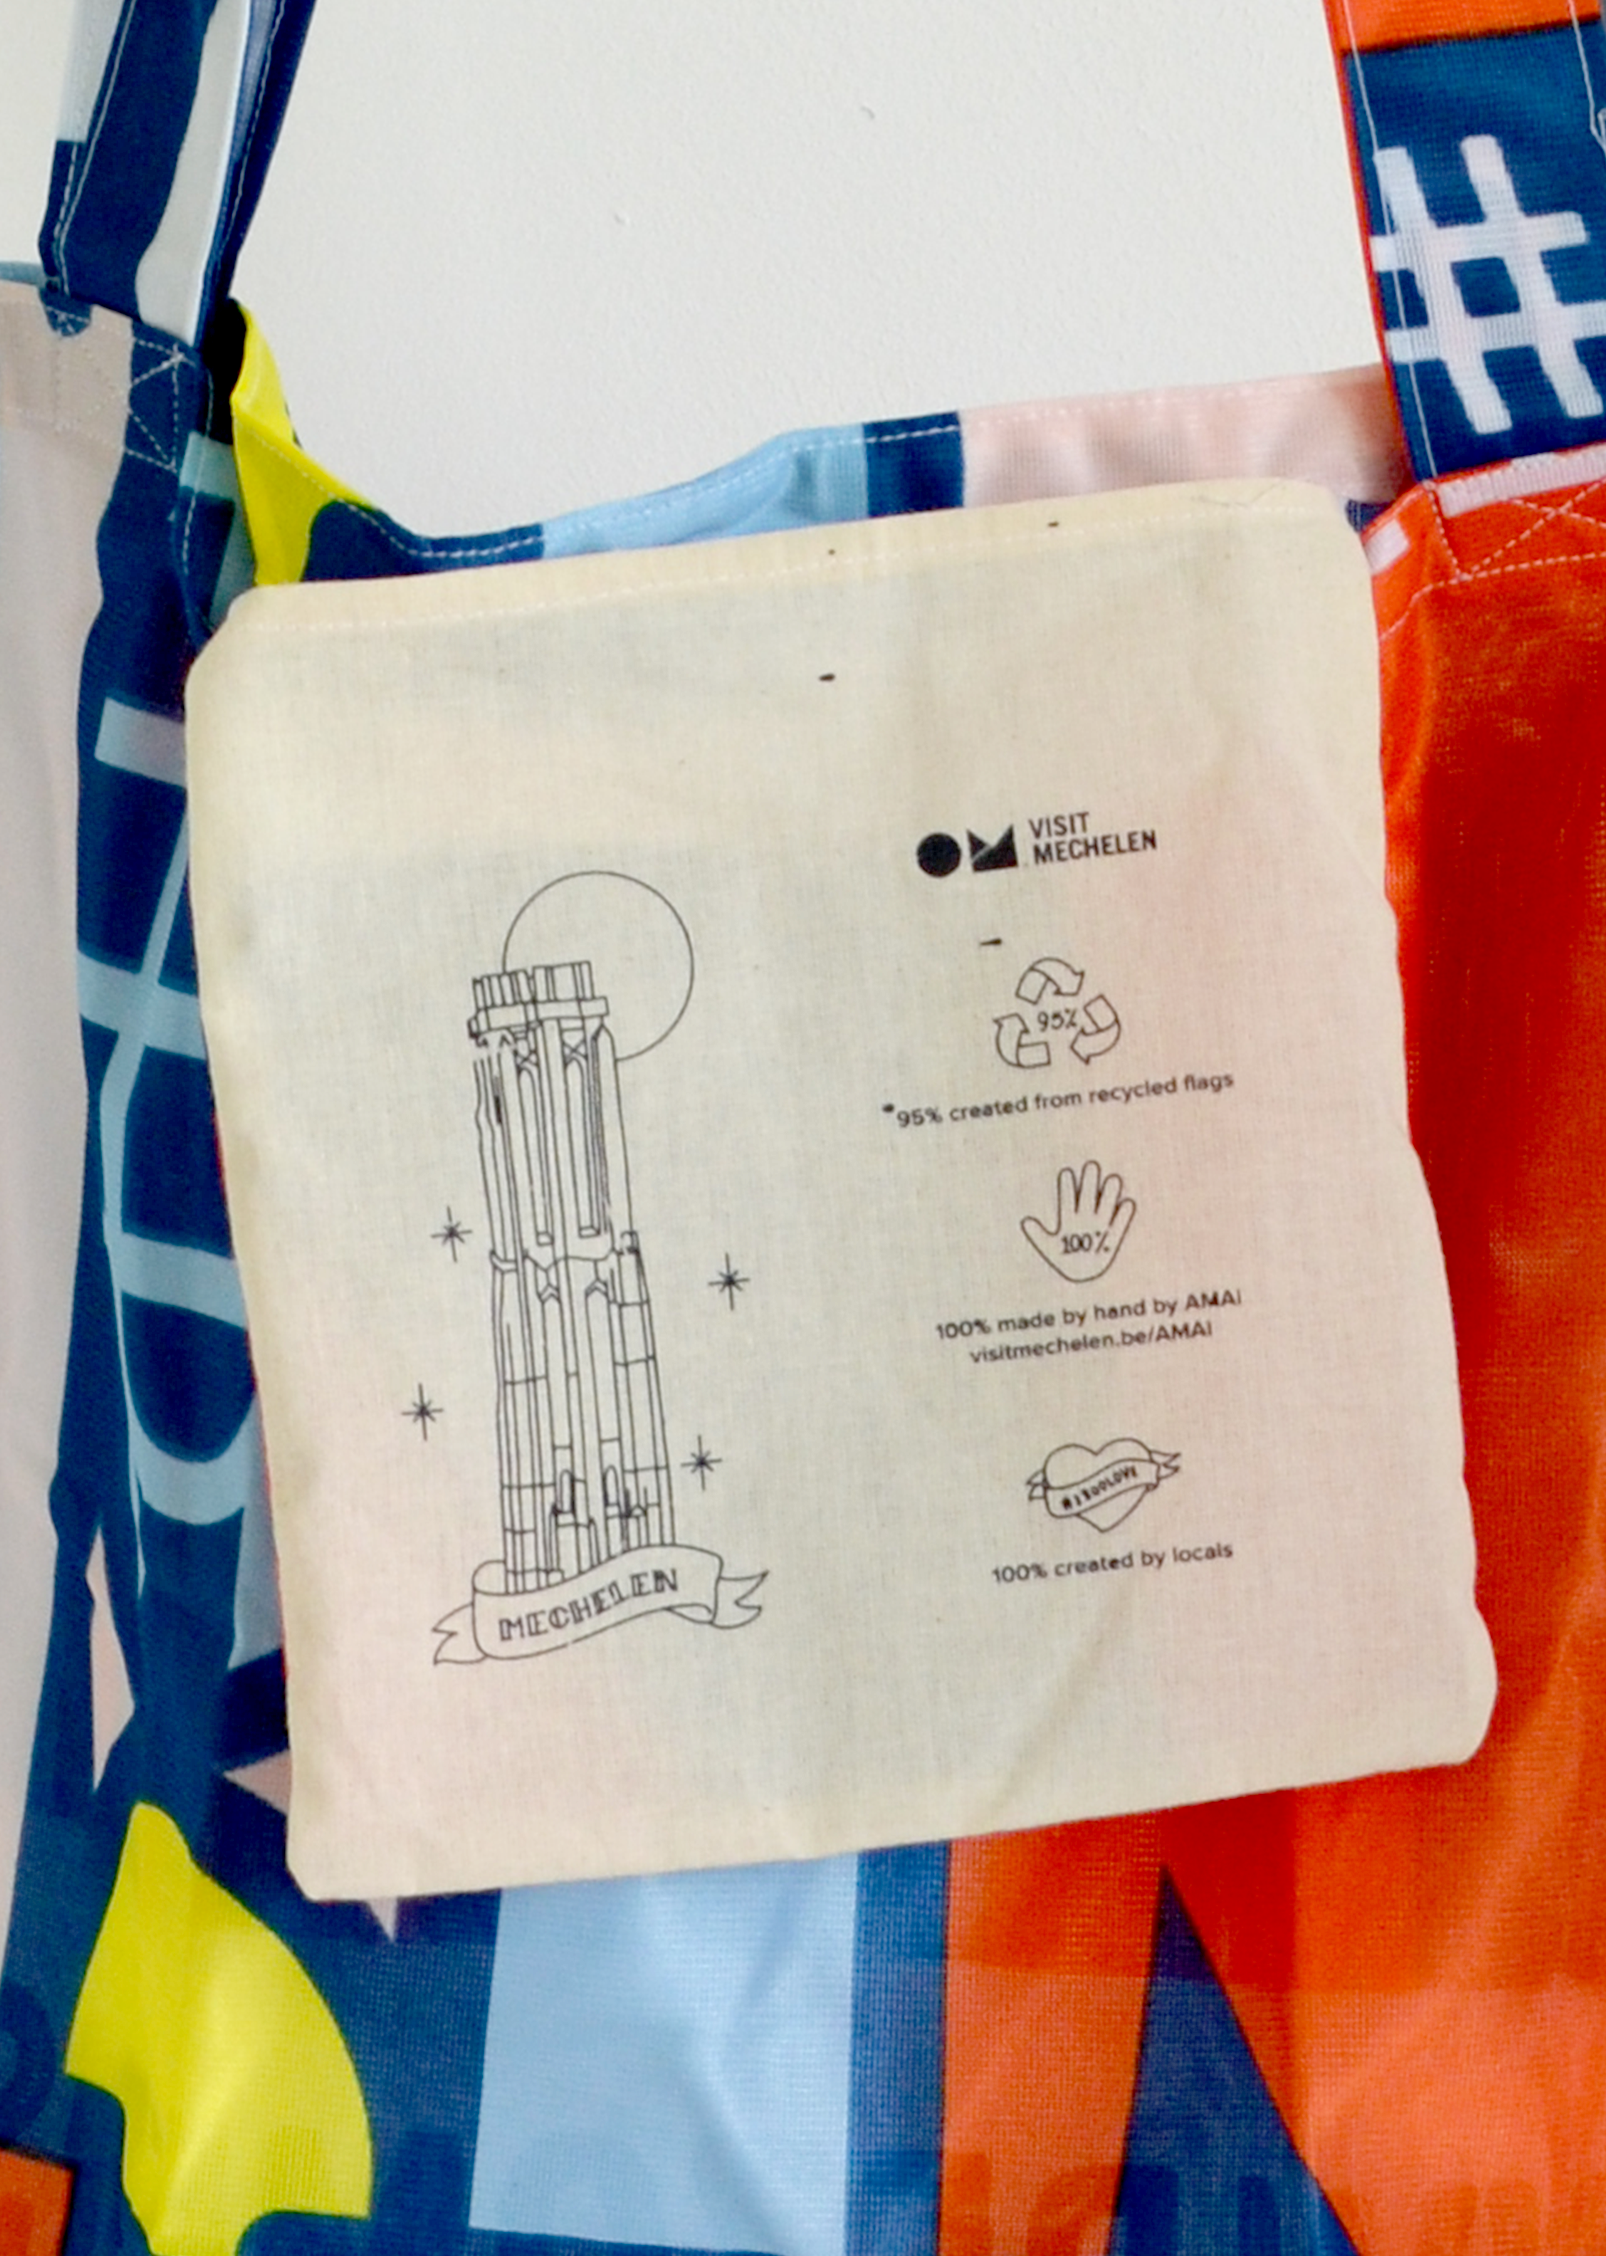 VISIT
MECHELEN
95%
*95% created from recycled flags
100%
100% made by hand by AMAI
visitmechelen.be/AMAI
100% created by locals
MECHELEN
#